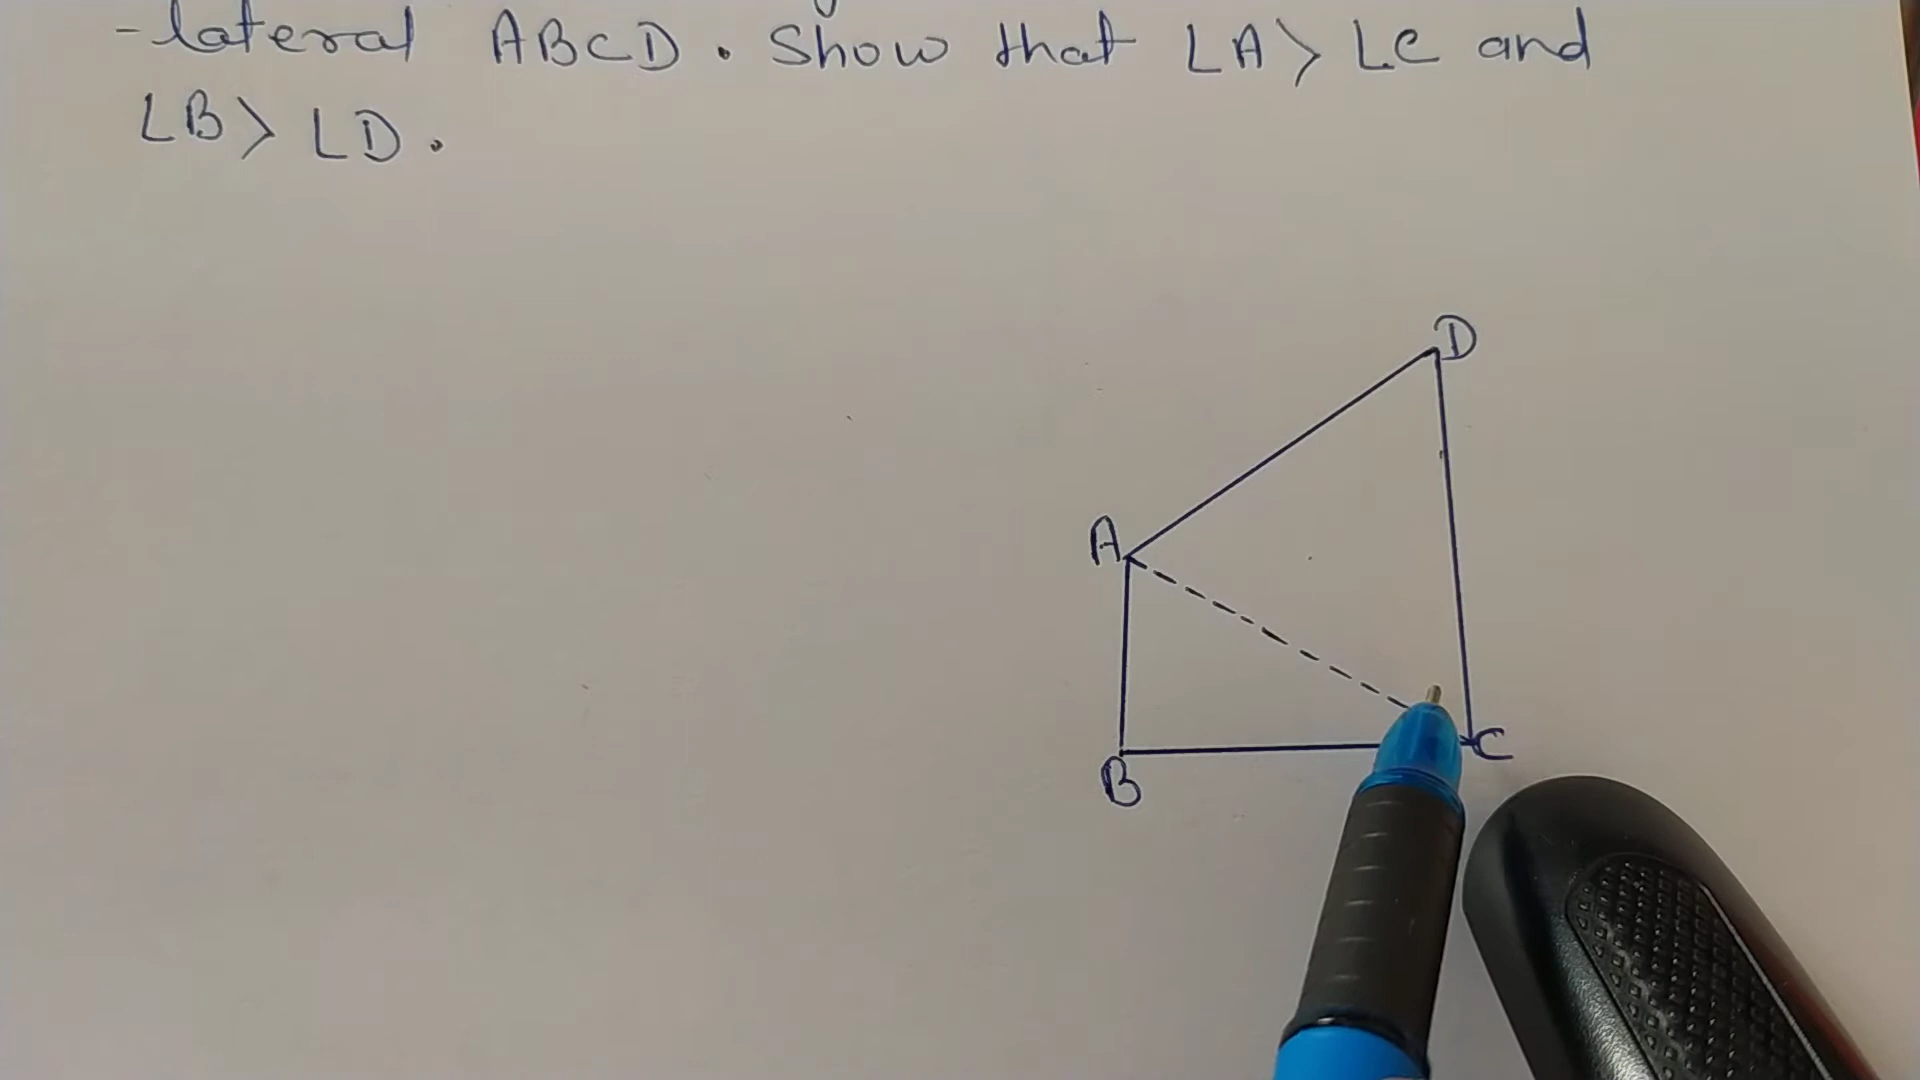 -lateral ABCD. Show that ∠A > ∠C and
∠B > ∠D.
D
A
B
C